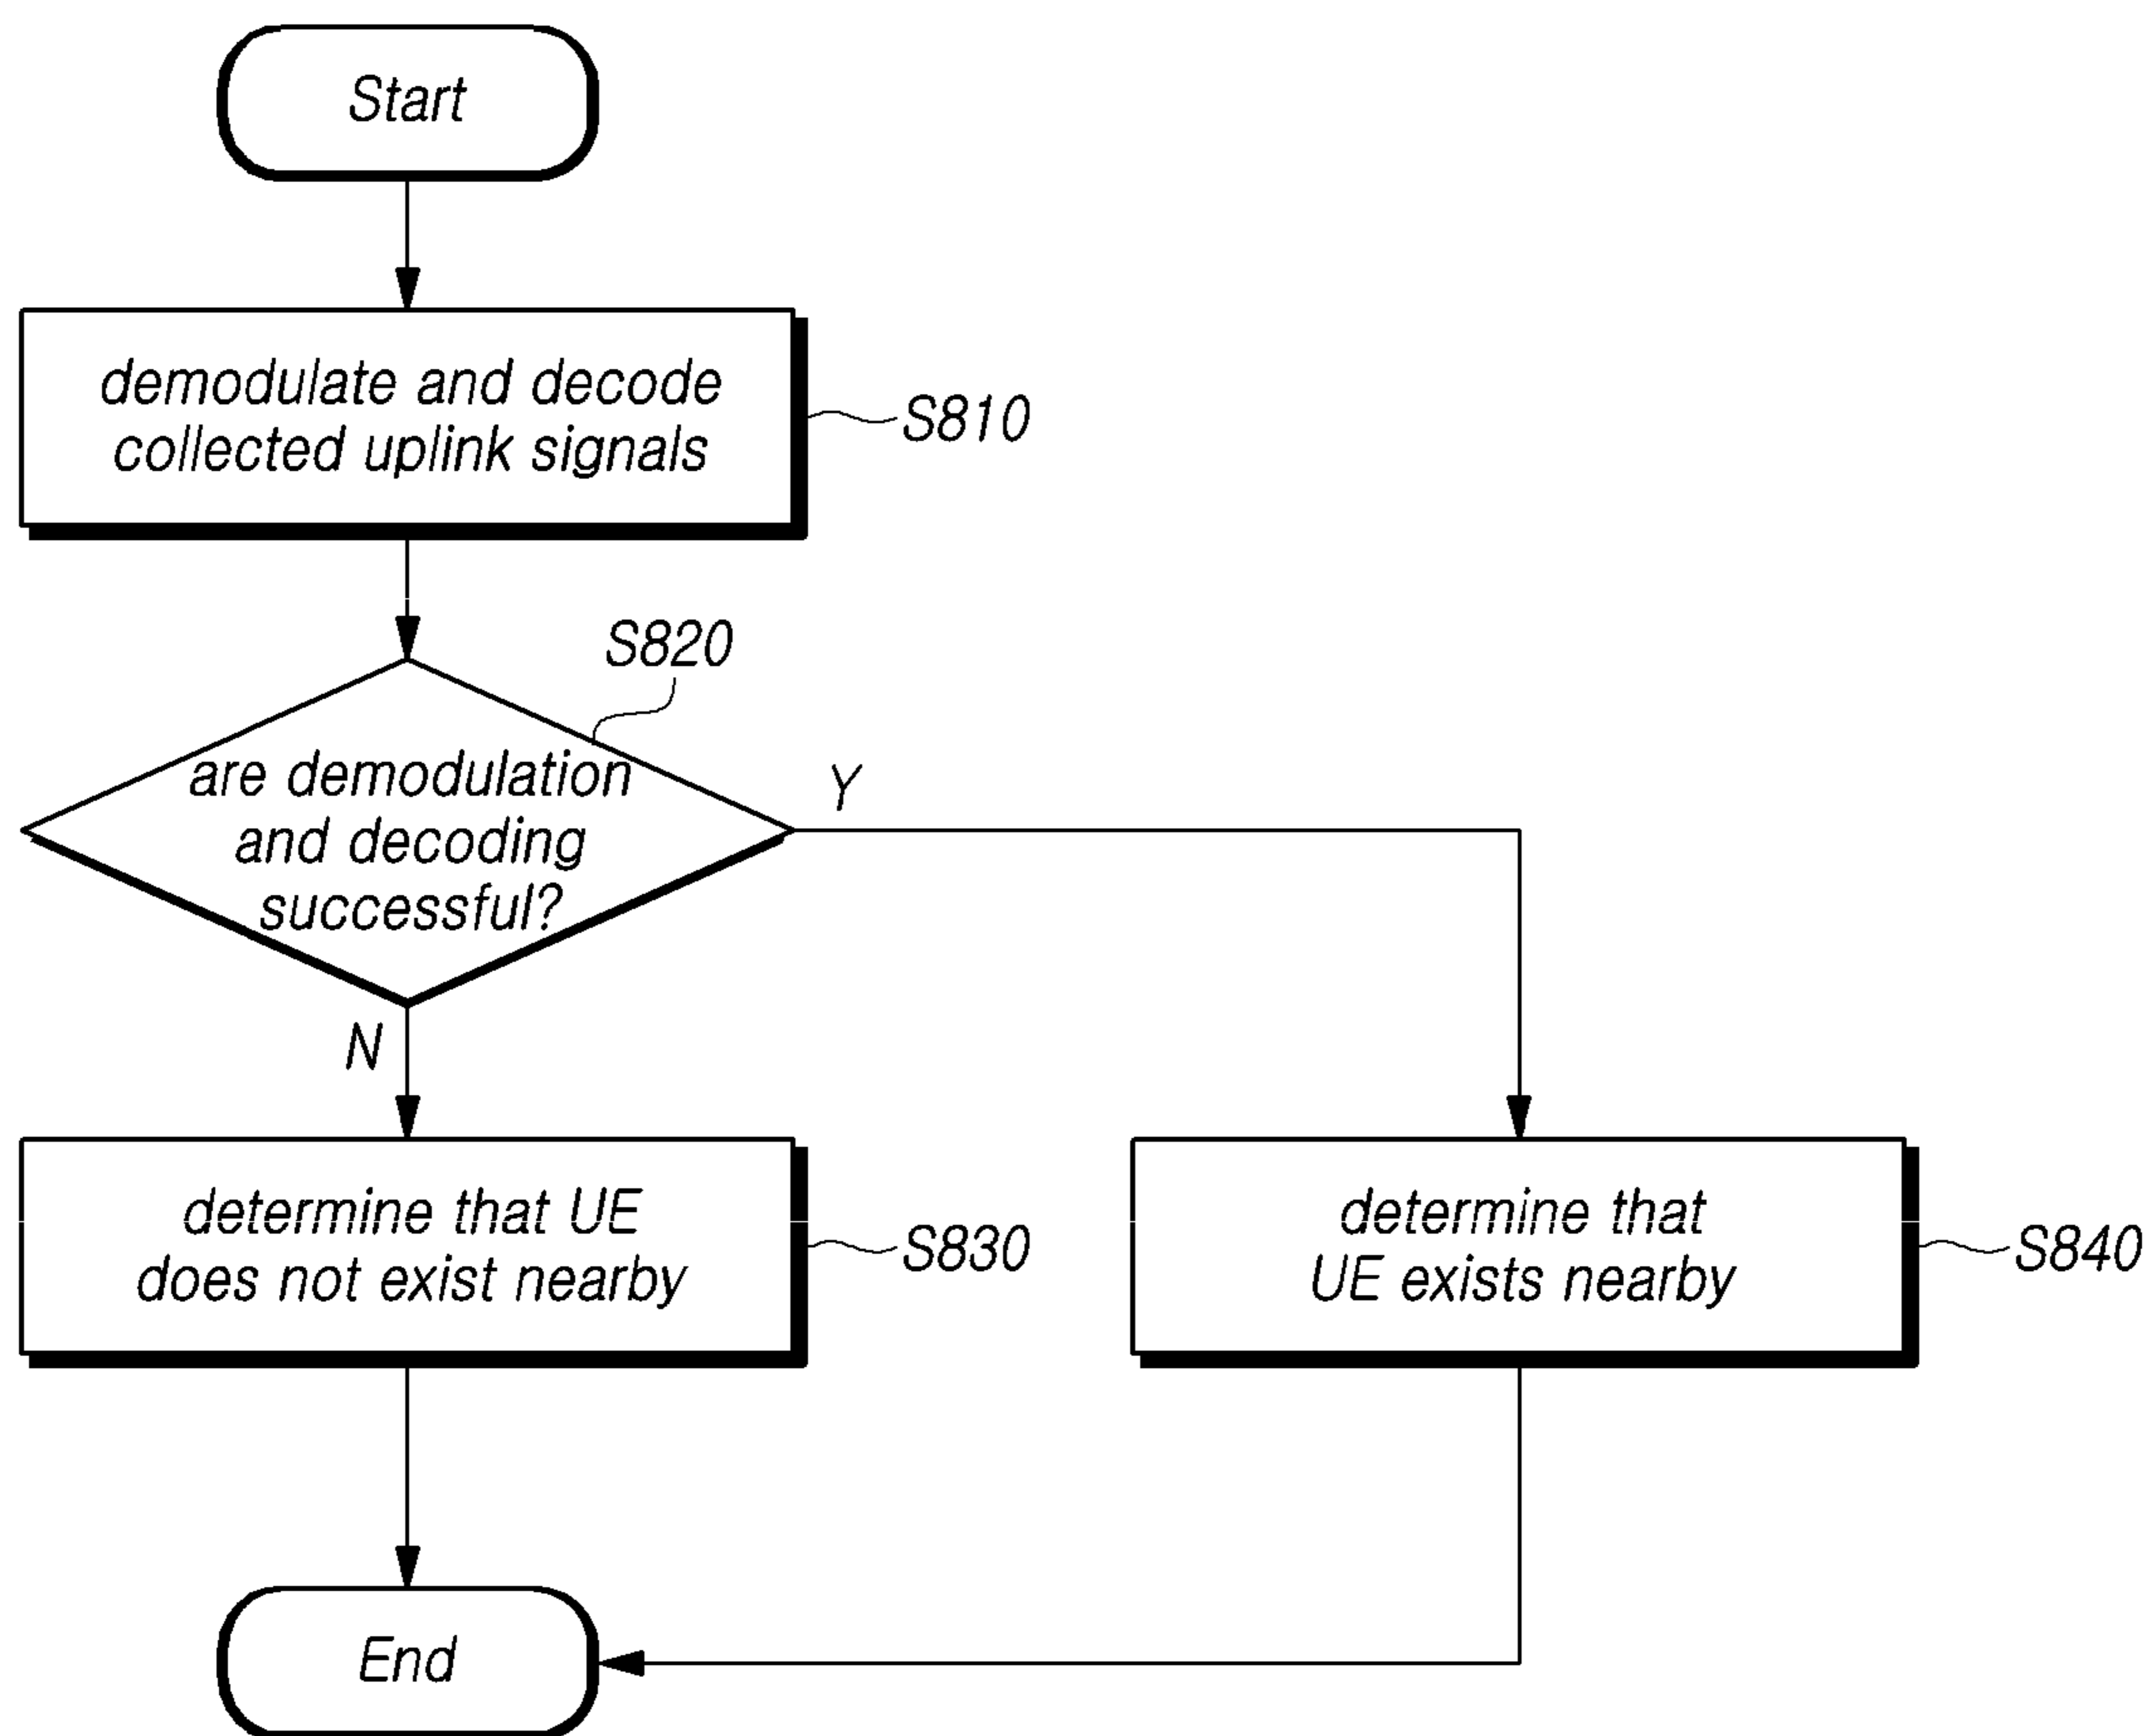 Start
demodulate and decode
collected uplink signals
S810
S820
are demodulation
and decoding
successful?
Y
N
determine that UE
does not exist nearby
S830
determine that
UE exists nearby
S840
End